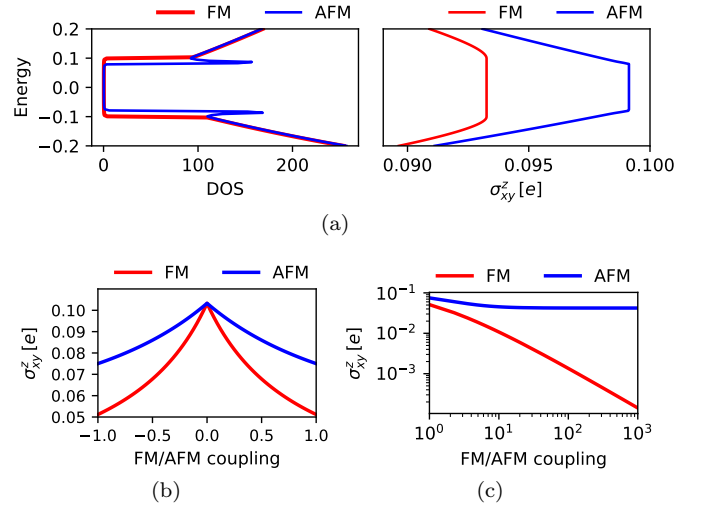 FM AFM
FM AFM
0.2
0.1
0.0
−0.1
−0.2
Energy
0 100 200
DOS
0.090 0.095 0.100
σ^z_xy [e]
(a)
FM AFM
0.10
0.09
0.08
0.07
0.06
0.05
σ^z_xy [e]
−1.0 −0.5 0.0 0.5 1.0
FM/AFM coupling
(b)
FM AFM
10^−1
10^−2
10^−3
σ^z_xy [e]
10^0 10^1 10^2 10^3
FM/AFM coupling
(c)